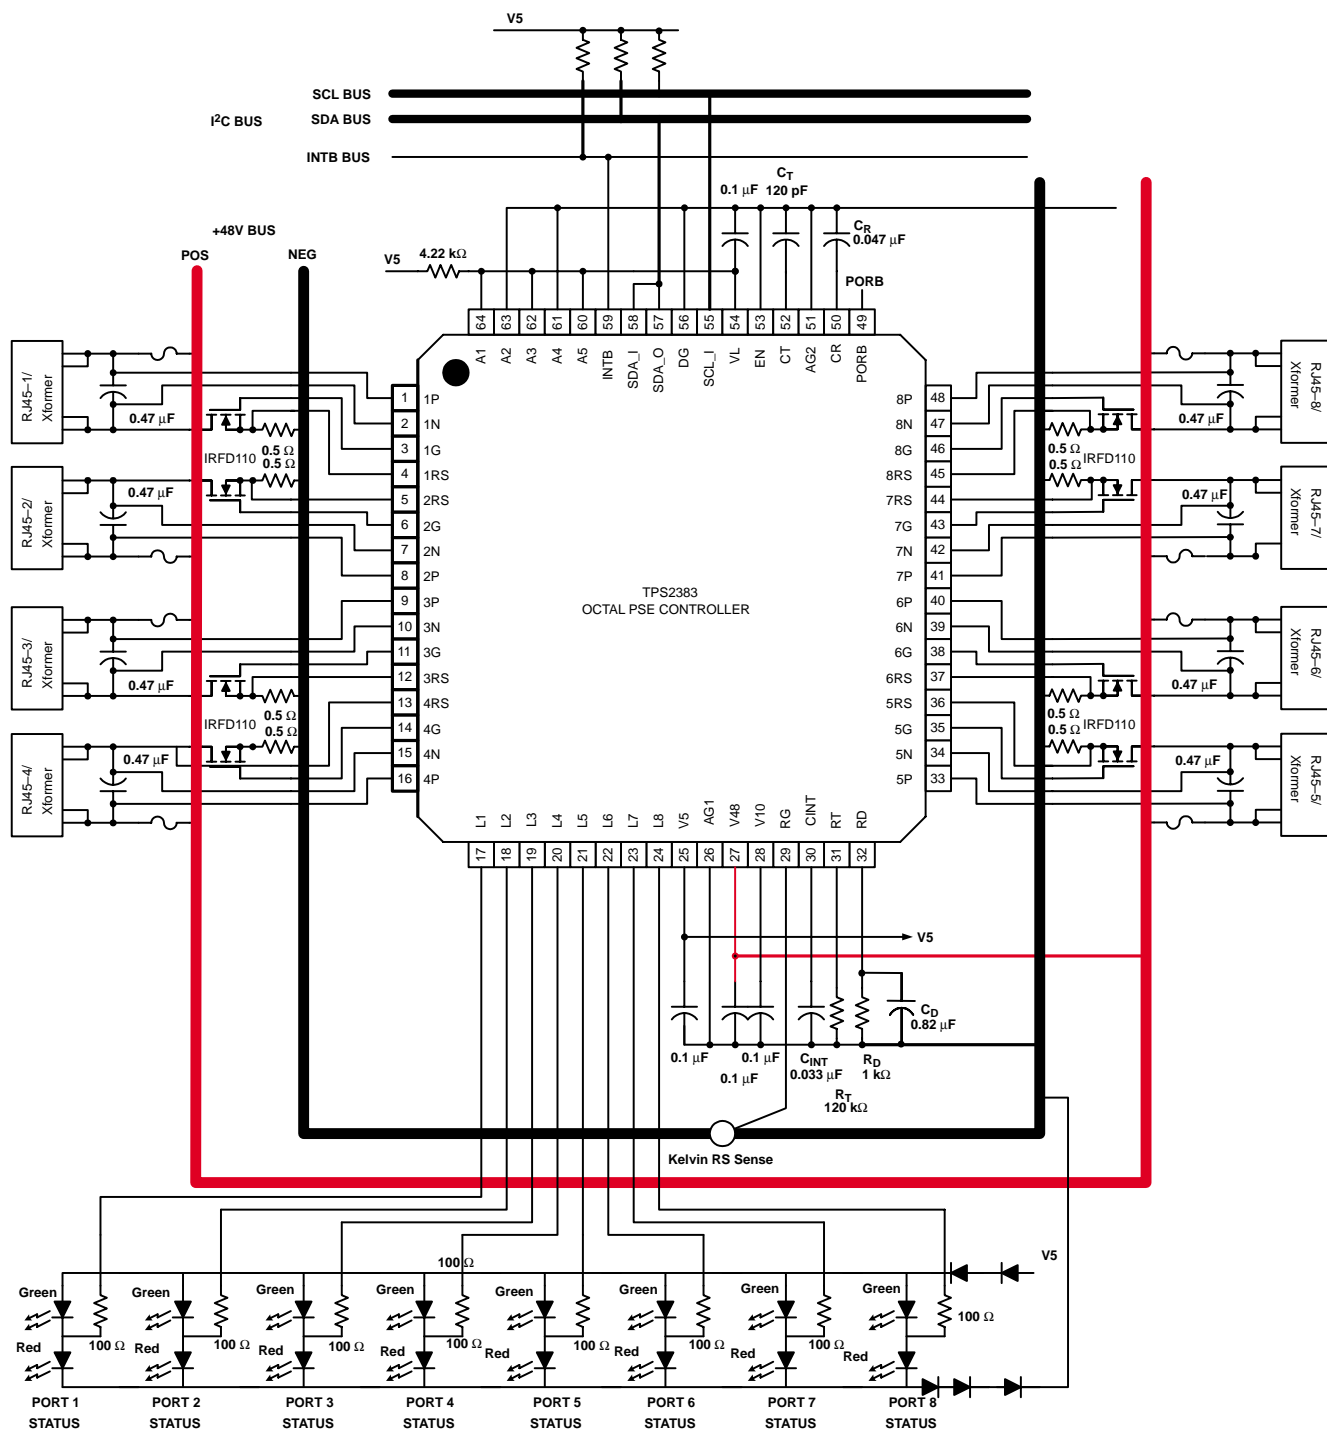 V5
SCL BUS
I2C BUS
SDA BUS
INTB BUS
CT
0.1 μF 120 pF
CR
0.047 μF
+48V BUS
POS
NEG
V5
4.22 kΩ
PORB
64 63 62 61 60 59 58 57 56 55 54 53 52 51 50 49
A1 A2 A3 A4 A5 INTB SDA_I SDA_O DG SCL_I VL EN CT AG2 CR PORB
RJ45–1/
Xformer
0.47 μF
0.5 Ω
IRFD110
0.5 Ω
RJ45–2/
Xformer
0.47 μF
RJ45–3/
Xformer
0.47 μF
0.5 Ω
IRFD110
0.5 Ω
RJ45–4/
Xformer
0.47 μF
1 1P
2 1N
3 1G
4 1RS
5 2RS
6 2G
7 2N
8 2P
9 3P
10 3N
11 3G
12 3RS
13 4RS
14 4G
15 4N
16 4P
TPS2383
OCTAL PSE CONTROLLER
8P 48
8N 47
8G 46
8RS 45
7RS 44
7G 43
7N 42
7P 41
6P 40
6N 39
6G 38
6RS 37
5RS 36
5G 35
5N 34
5P 33
RJ45–8/
Xformer
0.47 μF
0.5 Ω
IRFD110
0.5 Ω
RJ45–7/
Xformer
0.47 μF
RJ45–6/
Xformer
0.47 μF
0.5 Ω
IRFD110
0.5 Ω
RJ45–5/
Xformer
0.47 μF
L1 L2 L3 L4 L5 L6 L7 L8 V5 AG1 V48 V10 RG CINT RT RD
17 18 19 20 21 22 23 24 25 26 27 28 29 30 31 32
V5
CD
0.82 μF
0.1 μF
0.1 μF
0.1 μF
CINT
0.033 μF
RD
1 kΩ
RT
120 kΩ
Kelvin RS Sense
100 Ω
V5
Green Green Green Green Green Green Green Green
100 Ω
100 Ω 100 Ω 100 Ω 100 Ω 100 Ω 100 Ω 100 Ω
Red Red Red Red Red Red Red Red
PORT 1 PORT 2 PORT 3 PORT 4 PORT 5 PORT 6 PORT 7 PORT 8
STATUS STATUS STATUS STATUS STATUS STATUS STATUS STATUS